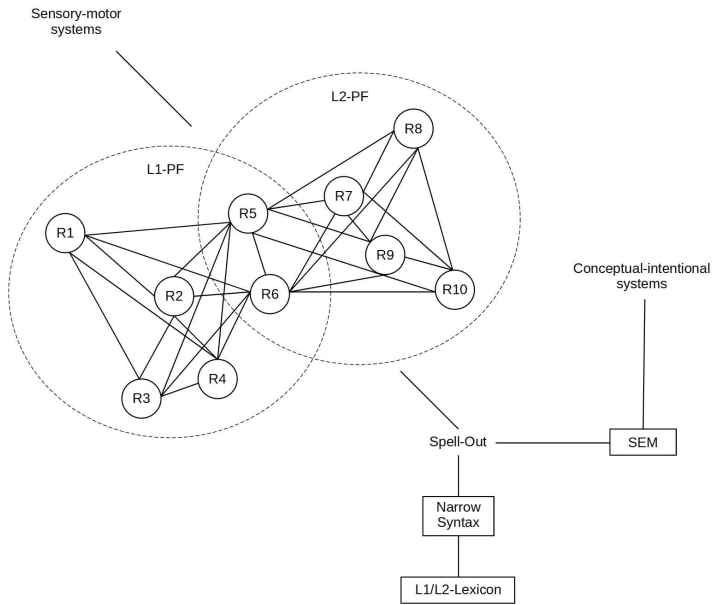 Sensory-motor
systems
L2-PF
R8
L1-PF
R7
R5
R1
R9
R10
R6
R2
R4
R3
Conceptual-intentional
systems
Spell-Out
SEM
Narrow
Syntax
L1/L2-Lexicon